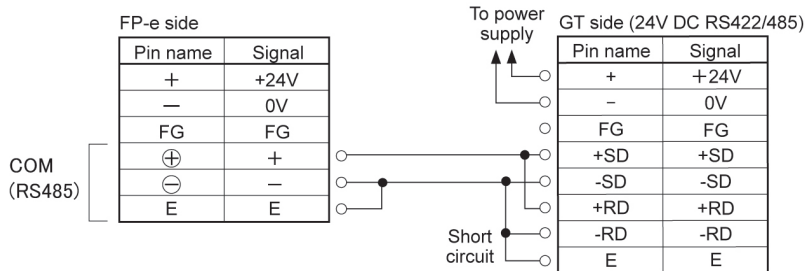 To power
supply
FP-e side
GT side (24V DC RS422/485)
Pin name Signal
+ +24V
− 0V
FG FG
⊕ +
⊖ −
E E
COM
(RS485)
Pin name Signal
+ +24V
− 0V
FG FG
+SD +SD
-SD -SD
+RD +RD
-RD -RD
E E
Short
circuit